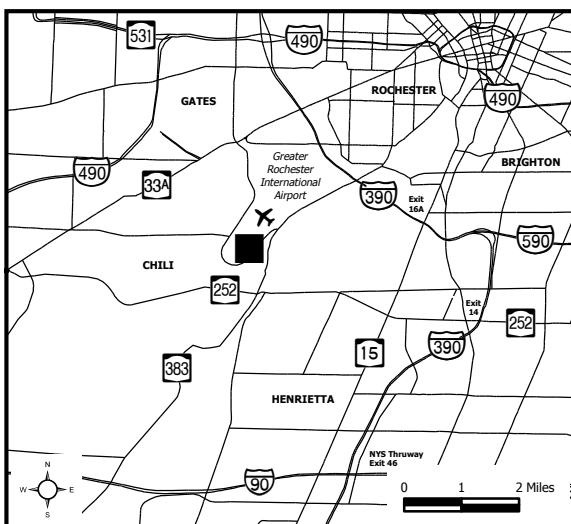 531
490
GATES
ROCHESTER
490
490
33A
Greater
Rochester
International
Airport
BRIGHTON
390
Exit
16A
590
CHILI
252
Exit
14
252
15
390
383
HENRIETTA
NYS Thruway
Exit 46
90
N
W E
S
0 1 2 Miles